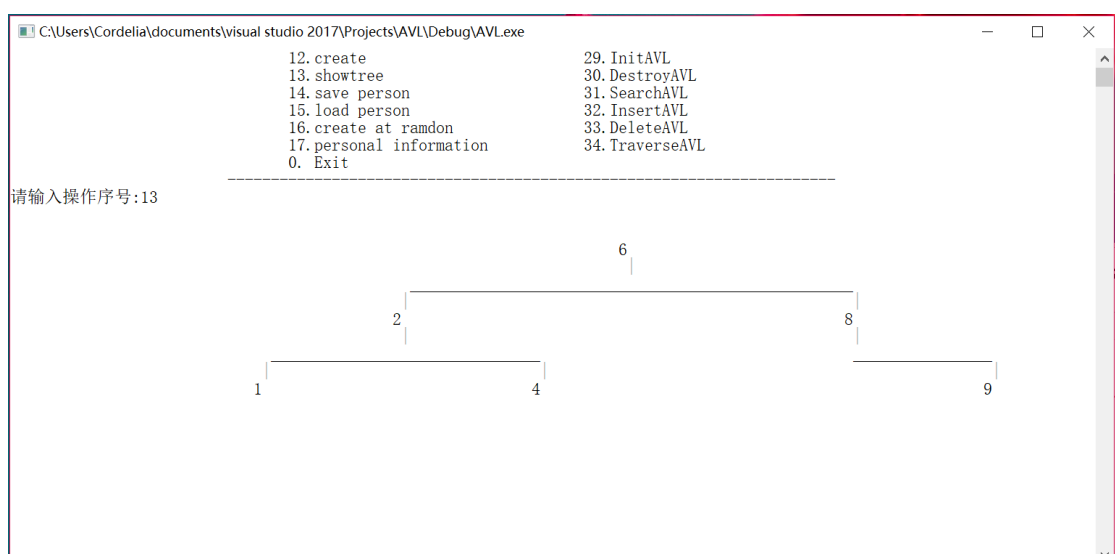 C:\Users\Cordelia\documents\visual studio 2017\Projects\AVL\Debug\AVL.exe
12.create 29.InitAVL
13.showtree 30.DestroyAVL
14.save person 31.SearchAVL
15.load person 32.InsertAVL
16.create at ramdon 33.DeleteAVL
17.personal information 34.TraverseAVL
0. Exit
请输入操作序号:13
6
2 8
1 4 9